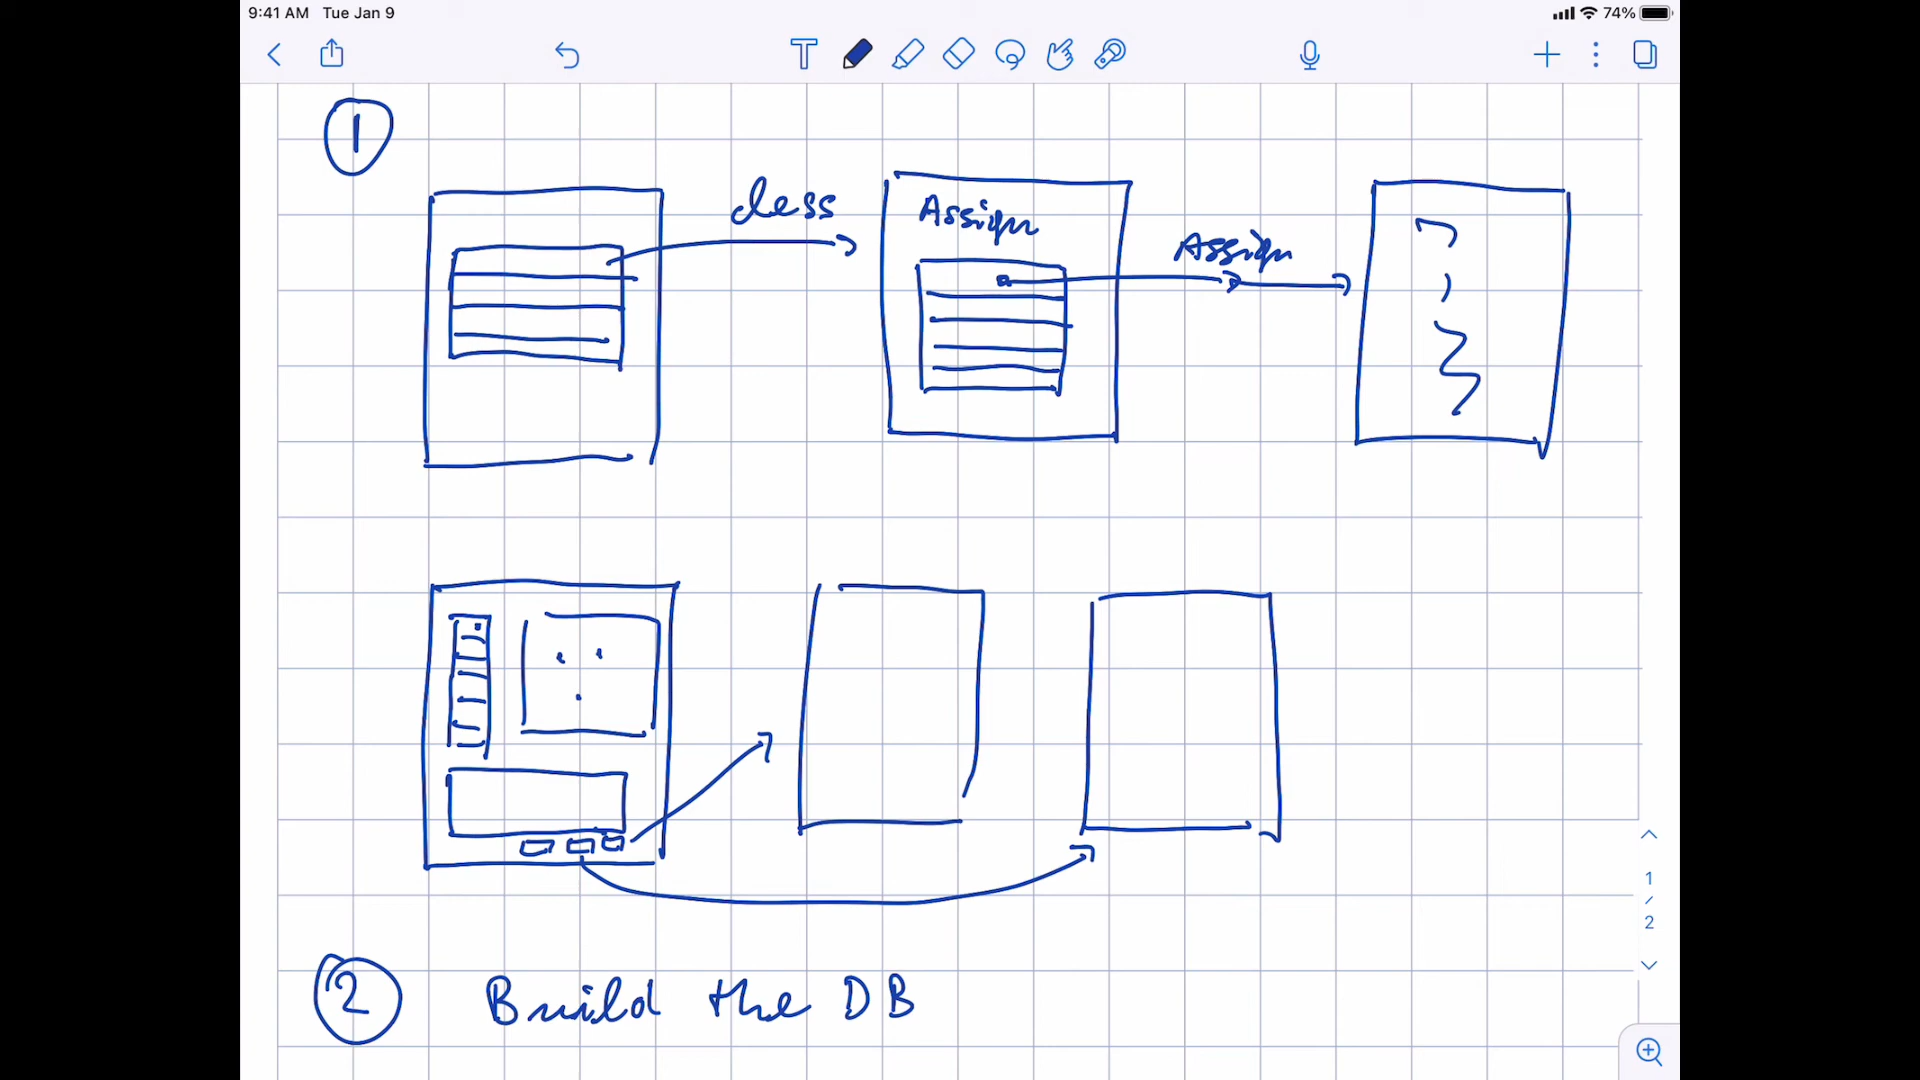 9:41 AM Tue Jan 9 74%
1
class
Assign
Assign
2
Build the DB
1
2